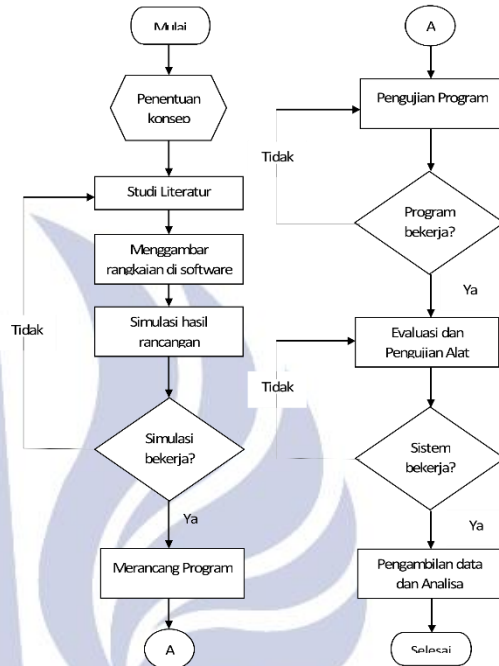 Mulai
Penentuan
konsep
Studi Literatur
Menggambar
rangkaian di software
Simulasi hasil
rancangan
Tidak
Simulasi
bekerja?
Ya
Merancang Program
A
A
Pengujian Program
Tidak
Program
bekerja?
Ya
Evaluasi dan
Pengujian Alat
Tidak
Sistem
bekerja?
Ya
Pengambilan data
dan Analisa
Selesai